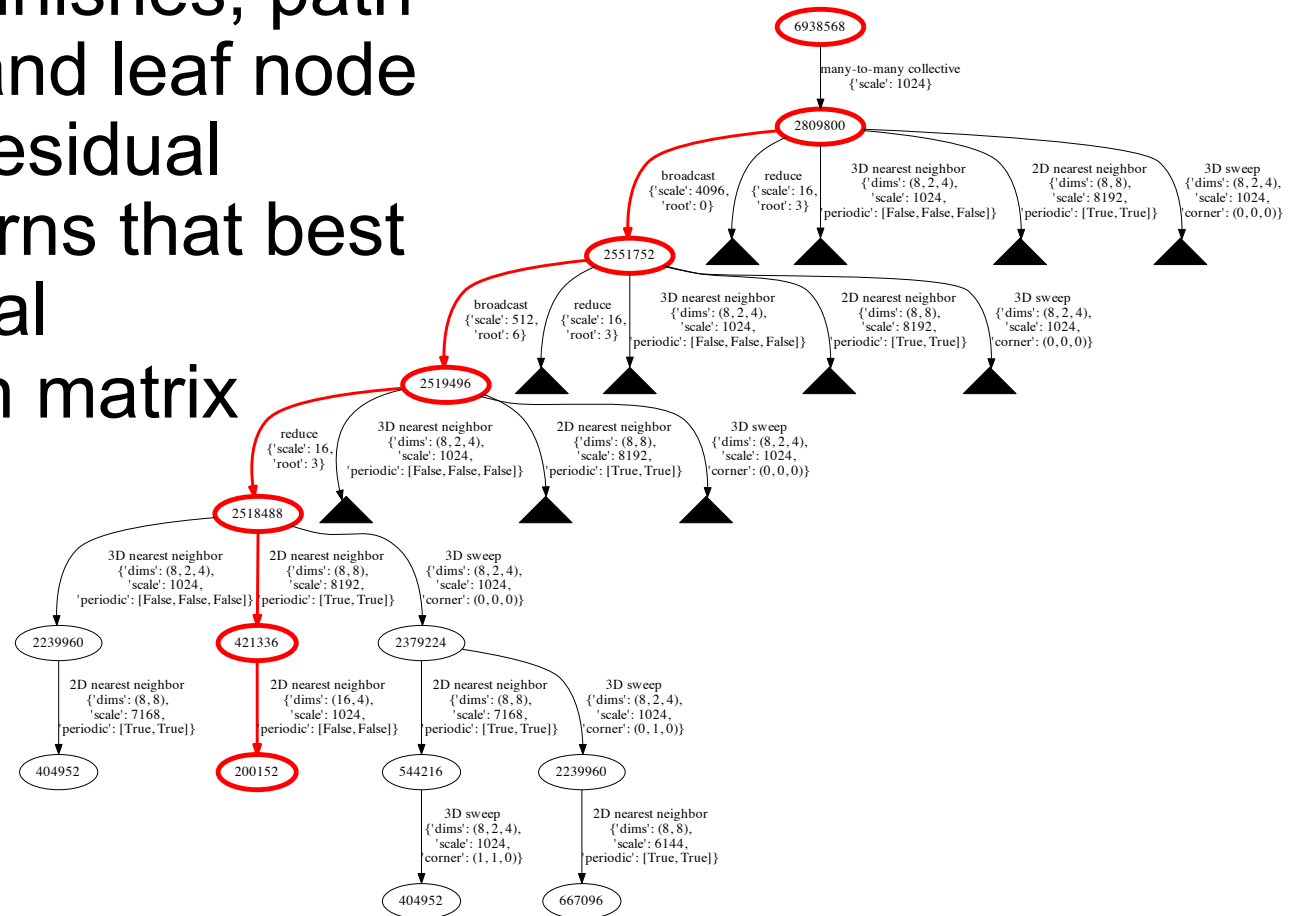 inishes, path
and leaf node
esidual
rns that best
al
n matrix
6938568
many-to-many collective
{'scale': 1024}
2809800
broadcast
{'scale': 4096,
'root': 0}
reduce
{'scale': 16,
'root': 3}
3D nearest neighbor
{'dims': (8, 2, 4),
'scale': 1024,
'periodic': [False, False, False]}
2D nearest neighbor
{'dims': (8, 8),
'scale': 8192,
'periodic': [True, True]}
3D sweep
{'dims': (8, 2, 4),
'scale': 1024,
'corner': (0, 0, 0)}
2551752
broadcast
{'scale': 512,
'root': 6}
reduce
{'scale': 16,
'root': 3}
3D nearest neighbor
{'dims': (8, 2, 4),
'scale': 1024,
'periodic': [False, False, False]}
2D nearest neighbor
{'dims': (8, 8),
'scale': 8192,
'periodic': [True, True]}
3D sweep
{'dims': (8, 2, 4),
'scale': 1024,
'corner': (0, 0, 0)}
2519496
reduce
{'scale': 16,
'root': 3}
3D nearest neighbor
{'dims': (8, 2, 4),
'scale': 1024,
'periodic': [False, False, False]}
2D nearest neighbor
{'dims': (8, 8),
'scale': 8192,
'periodic': [True, True]}
3D sweep
{'dims': (8, 2, 4),
'scale': 1024,
'corner': (0, 0, 0)}
2518488
3D nearest neighbor
{'dims': (8, 2, 4),
'scale': 1024,
'periodic': [False, False, False]}
2D nearest neighbor
{'dims': (8, 8),
'scale': 8192,
'periodic': [True, True]}
3D sweep
{'dims': (8, 2, 4),
'scale': 1024,
'corner': (0, 0, 0)}
2239960
421336
2379224
2D nearest neighbor
{'dims': (8, 8),
'scale': 7168,
'periodic': [True, True]}
2D nearest neighbor
{'dims': (16, 4),
'scale': 1024,
'periodic': [False, False]}
2D nearest neighbor
{'dims': (8, 8),
'scale': 7168,
'periodic': [True, True]}
3D sweep
{'dims': (8, 2, 4),
'scale': 1024,
'corner': (0, 1, 0)}
404952
200152
544216
2239960
3D sweep
{'dims': (8, 2, 4),
'scale': 1024,
'corner': (1, 1, 0)}
2D nearest neighbor
{'dims': (8, 8),
'scale': 6144,
'periodic': [True, True]}
404952
667096